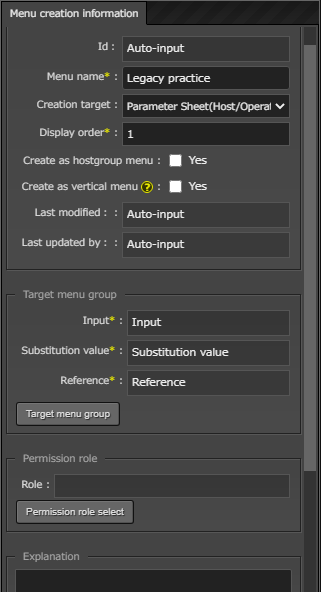 Menu creation information
Id : Auto-input
Menu name* : Legacy practice
Creation target : Parameter Sheet(Host/Operat
Display order* : 1
Create as hostgroup menu : Yes
Create as vertical menu ? : Yes
Last modified : : Auto-input
Last updated by : : Auto-input
Target menu group
Input* : Input
Substitution value* : Substitution value
Reference* : Reference
Target menu group
Permission role
Role :
Permission role select
Explanation